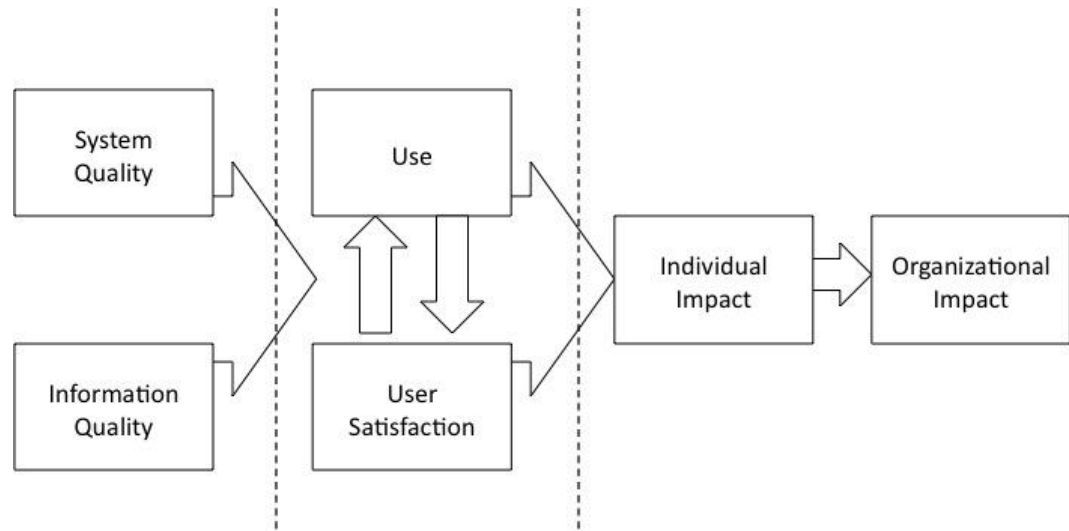 System
Quality
Use
Individual
Impact
Organizational
Impact
Information
Quality
User
Satisfaction